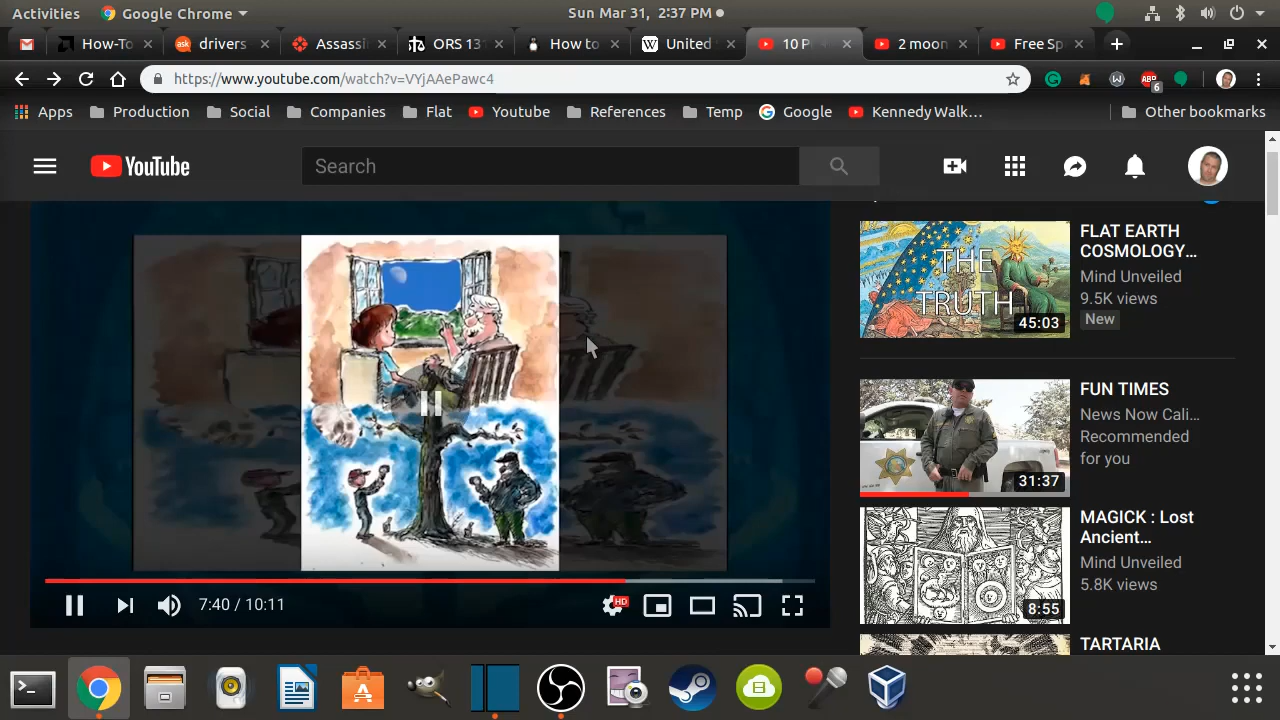 Activities
Google Chrome
Sun Mar 31, 2:37 PM
How-To
drivers
Assassi
ORS 13
How to
United
10 P
2 moon
Free Sp
https://www.youtube.com/watch?v=VYjAAePawc4
6
Apps
Production
Social
Companies
Flat
Youtube
References
Temp
Google
Kennedy Walk…
Other bookmarks
YouTube
Search
THE TRUTH
45:03
FLAT EARTH
COSMOLOGY…
Mind Unveiled
9.5K views
New
31:37
FUN TIMES
News Now Cali…
Recommended
for you
8:55
MAGICK : Lost
Ancient…
Mind Unveiled
5.8K views
TARTARIA
7:40 / 10:11
HD